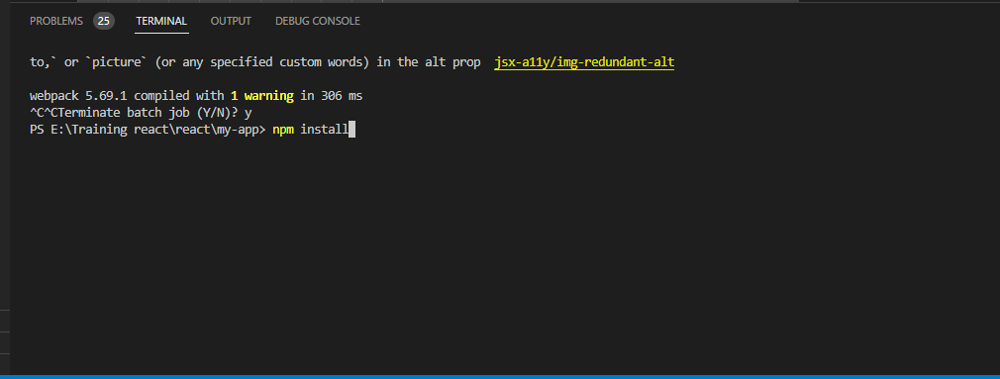 PROBLEMS 25 TERMINAL OUTPUT DEBUG CONSOLE
to,` or `picture` (or any specified custom words) in the alt prop  jsx-a11y/img-redundant-alt
webpack 5.69.1 compiled with 1 warning in 306 ms
^C^CTerminate batch job (Y/N)? y
PS E:\Training react\react\my-app> npm install